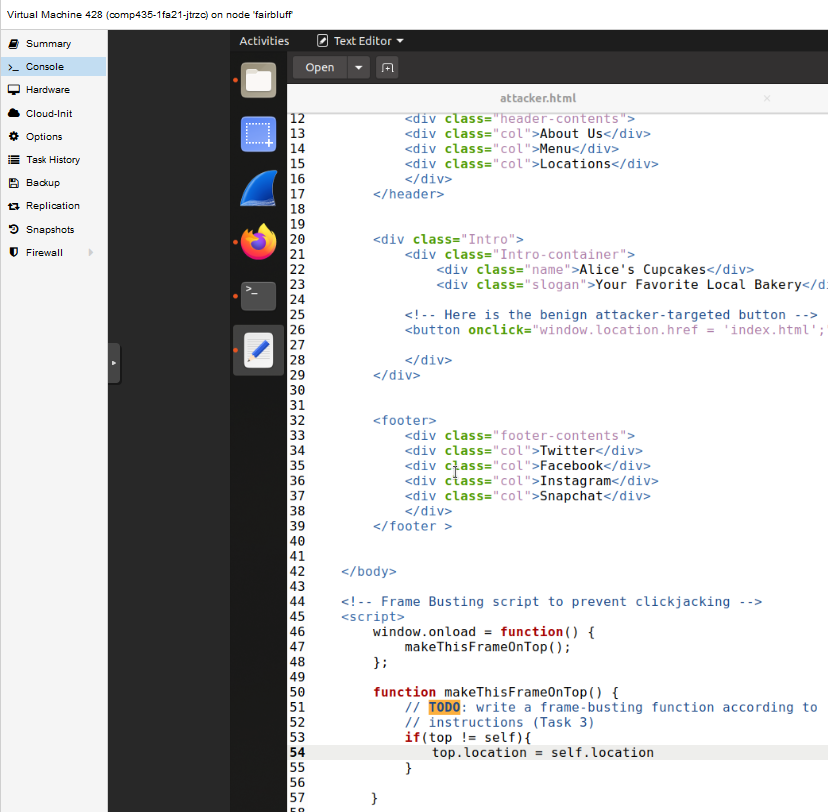 Virtual Machine 428 (comp435-1fa21-jtrzc) on node 'fairbluff'
Summary
Console
Hardware
Cloud-Init
Options
Task History
Backup
Replication
Snapshots
Firewall
Activities
Text Editor
Open
attacker.html
12 <div class="header-contents">
13 <div class="col">About Us</div>
14 <div class="col">Menu</div>
15 <div class="col">Locations</div>
16 </div>
17 </header>
18
19
20 <div class="Intro">
21 <div class="Intro-container">
22 <div class="name">Alice's Cupcakes</div>
23 <div class="slogan">Your Favorite Local Bakery</di
24
25 <!-- Here is the benign attacker-targeted button -->
26 <button onclick="window.location.href = 'index.html';"
27
28 </div>
29 </div>
30
31
32 <footer>
33 <div class="footer-contents">
34 <div class="col">Twitter</div>
35 <div class="col">Facebook</div>
36 <div class="col">Instagram</div>
37 <div class="col">Snapchat</div>
38 </div>
39 </footer >
40
41
42 </body>
43
44 <!-- Frame Busting script to prevent clickjacking -->
45 <script>
46 window.onload = function() {
47 makeThisFrameOnTop();
48 };
49
50 function makeThisFrameOnTop() {
51 // TODO: write a frame-busting function according to
52 // instructions (Task 3)
53 if(top != self){
54 top.location = self.location
55 }
56
57 }
58